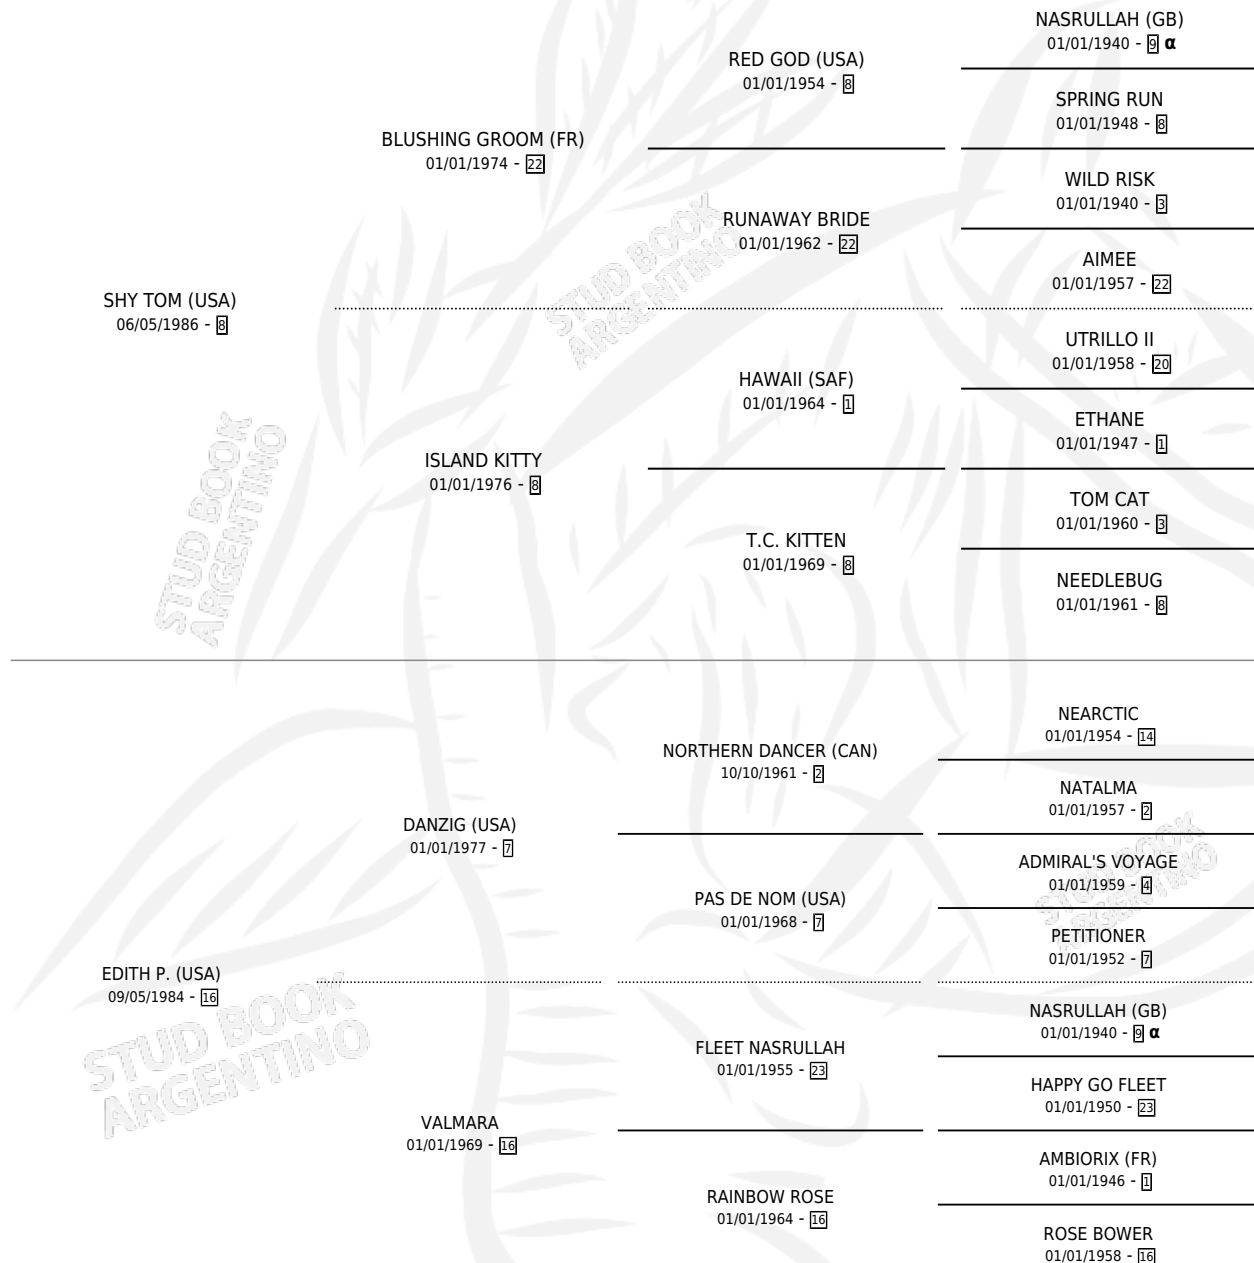 NASRULLAH (GB)
01/01/1940 - 9 α
RED GOD (USA)
01/01/1954 - 8
SPRING RUN
01/01/1948 - 8
BLUSHING GROOM (FR)
01/01/1974 - 22
WILD RISK
01/01/1940 - 3
RUNAWAY BRIDE
01/01/1962 - 22
AIMEE
01/01/1957 - 22
SHY TOM (USA)
06/05/1986 - 8
UTRILLO II
01/01/1958 - 20
HAWAII (SAF)
01/01/1964 - 1
ETHANE
01/01/1947 - 1
ISLAND KITTY
01/01/1976 - 8
TOM CAT
01/01/1960 - 3
T.C. KITTEN
01/01/1969 - 8
NEEDLEBUG
01/01/1961 - 8
NEARCTIC
01/01/1954 - 14
NORTHERN DANCER (CAN)
10/10/1961 - 2
NATALMA
01/01/1957 - 2
DANZIG (USA)
01/01/1977 - 7
ADMIRAL'S VOYAGE
01/01/1959 - 4
PAS DE NOM (USA)
01/01/1968 - 7
PETITIONER
01/01/1952 - 7
EDITH P. (USA)
09/05/1984 - 16
NASRULLAH (GB)
01/01/1940 - 9 α
FLEET NASRULLAH
01/01/1955 - 23
HAPPY GO FLEET
01/01/1950 - 23
VALMARA
01/01/1969 - 16
AMBIORIX (FR)
01/01/1946 - 1
RAINBOW ROSE
01/01/1964 - 16
ROSE BOWER
01/01/1958 - 16
STUD BOOK
ARGENTINO
STUD BOOK
ARGENTINO
STUD BOOK
ARGENTINO
STUD BOOK
ARGENTINO